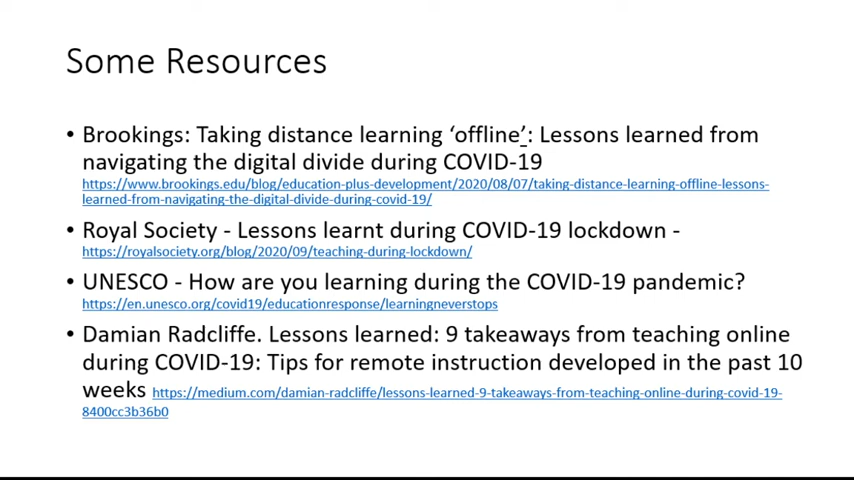 Some Resources
• Brookings: Taking distance learning ‘offline’: Lessons learned from
navigating the digital divide during COVID-19
https://www.brookings.edu/blog/education-plus-development/2020/08/07/taking-distance-learning-offline-lessons-
learned-from-navigating-the-digital-divide-during-covid-19/
• Royal Society - Lessons learnt during COVID-19 lockdown -
https://royalsociety.org/blog/2020/09/teaching-during-lockdown/
• UNESCO - How are you learning during the COVID-19 pandemic?
https://en.unesco.org/covid19/educationresponse/learningneverstops
• Damian Radcliffe. Lessons learned: 9 takeaways from teaching online
during COVID-19: Tips for remote instruction developed in the past 10
weeks https://medium.com/damian-radcliffe/lessons-learned-9-takeaways-from-teaching-online-during-covid-19-
8400cc3b36b0